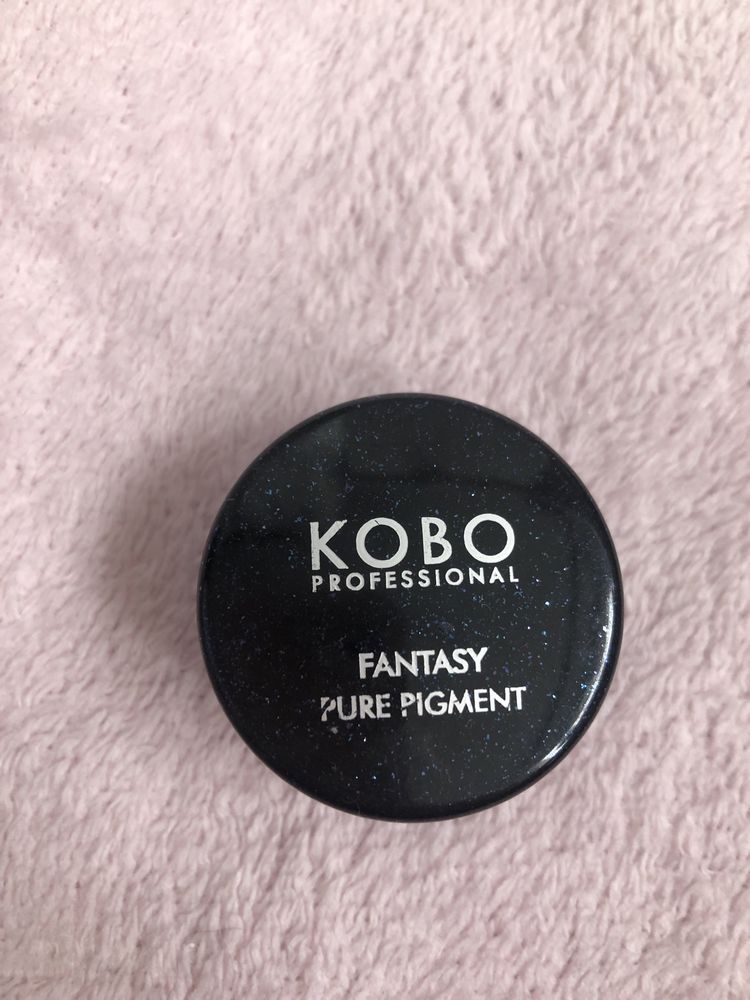 KOBO
PROFESSIONAL
FANTASY
PURE PIGMENT